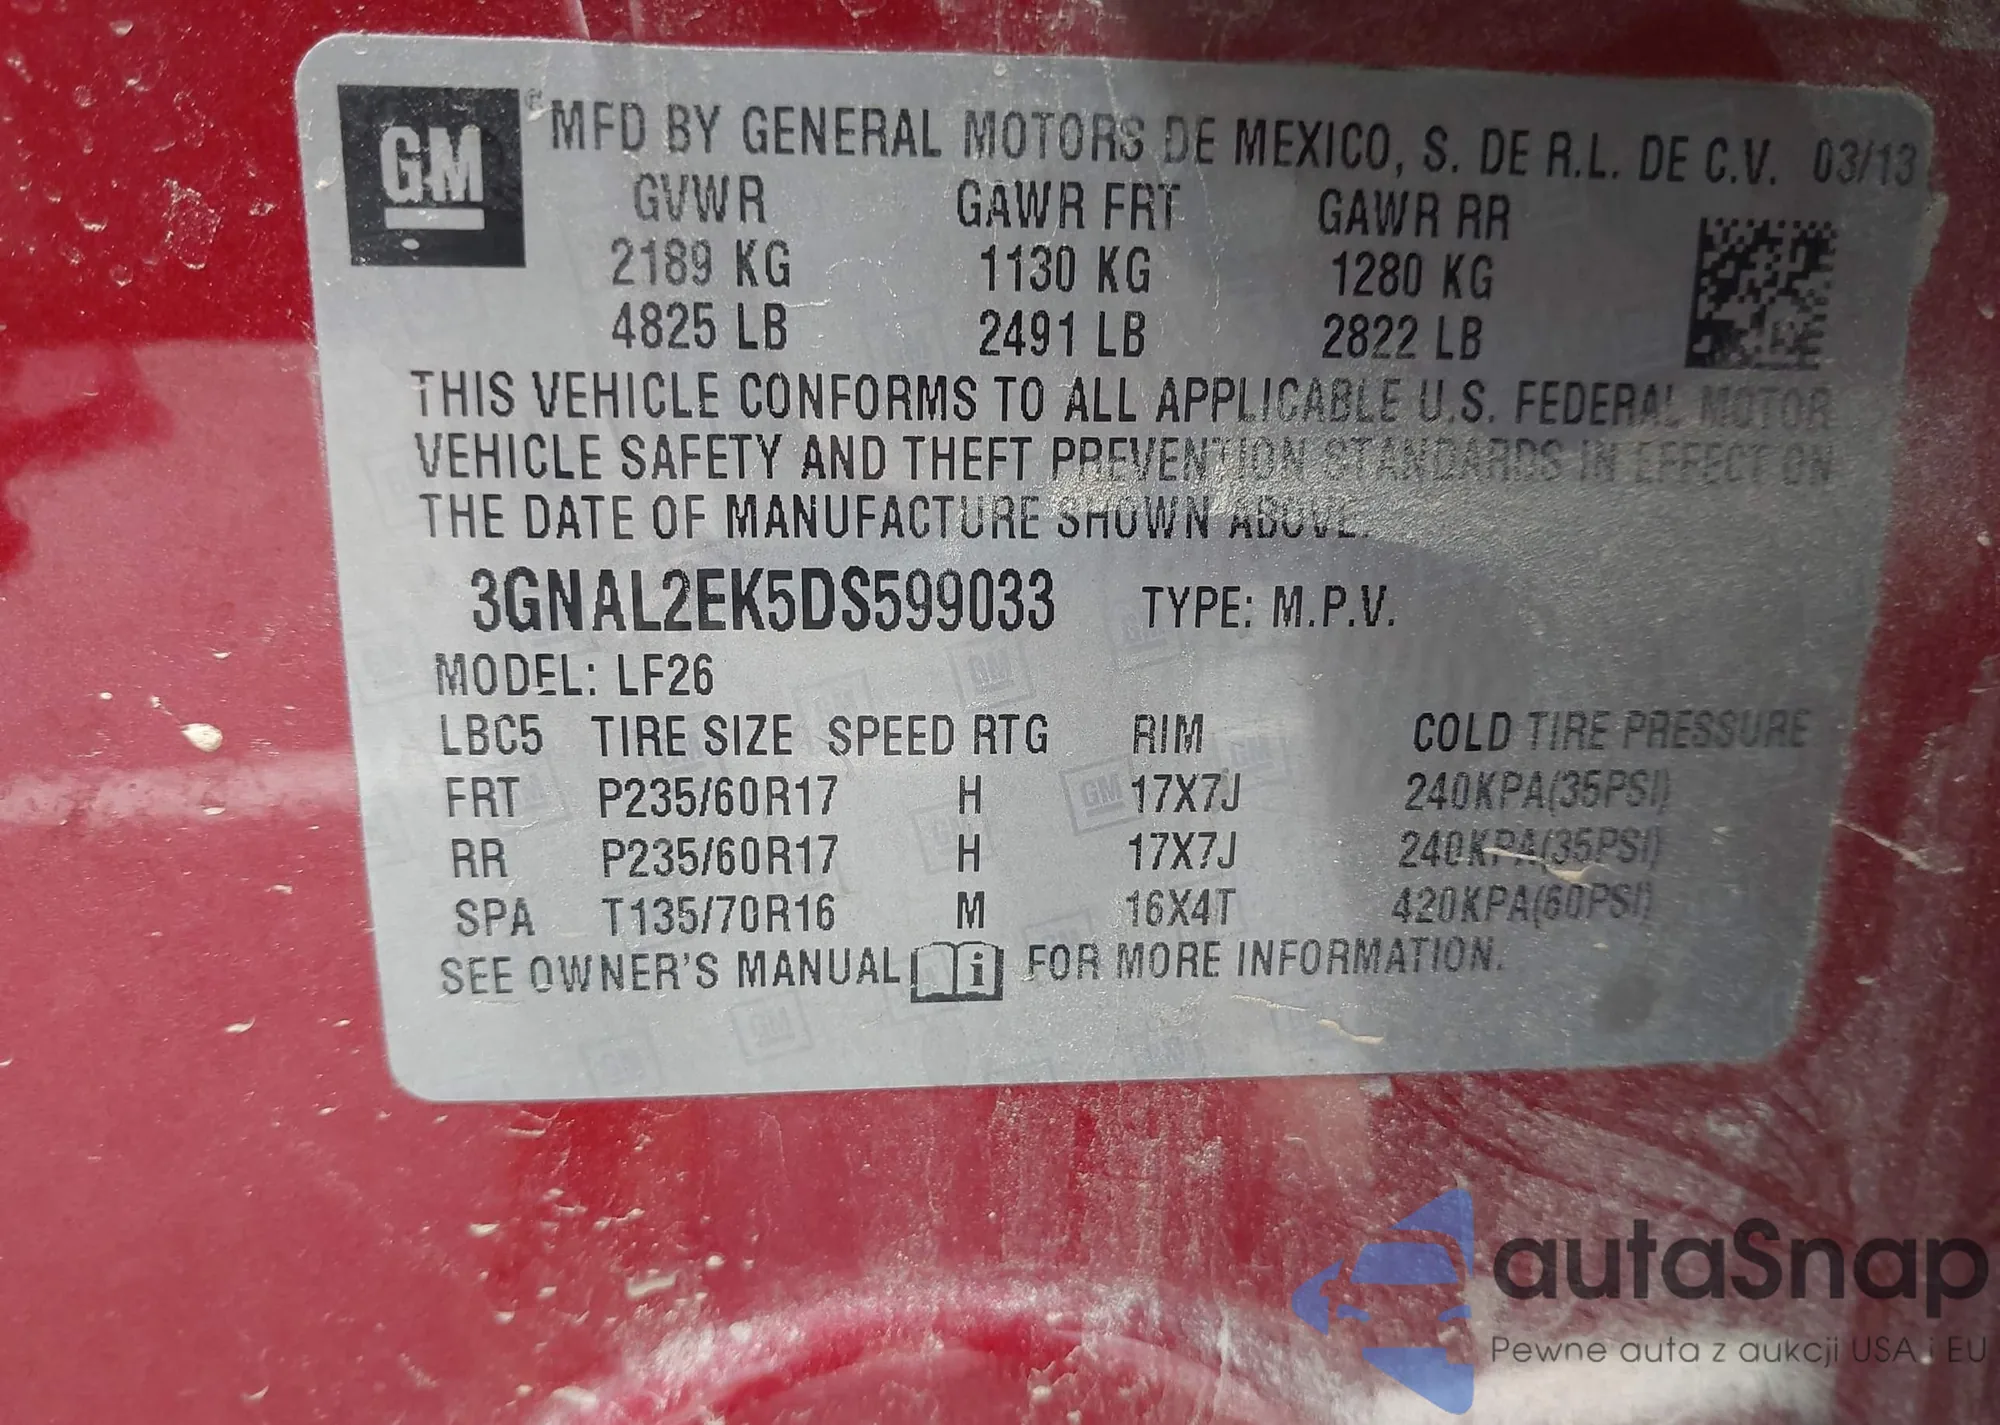 GM ® MFD BY GENERAL MOTORS DE MEXICO, S. DE R.L. DE C.V. 03/13
GVWR GAWR FRT GAWR RR
2189 KG 1130 KG 1280 KG
4825 LB 2491 LB 2822 LB
THIS VEHICLE CONFORMS TO ALL APPLICABLE U.S. FEDERAL MOTOR
VEHICLE SAFETY AND THEFT PREVENTION STANDARDS IN EFFECT ON
THE DATE OF MANUFACTURE SHOWN ABOVE.
3GNAL2EK5DS599033 TYPE: M.P.V.
MODEL: LF26
LBC5 TIRE SIZE SPEED RTG RIM COLD TIRE PRESSURE
FRT P235/60R17 H 17X7J 240KPA(35PSI)
RR P235/60R17 H 17X7J 240KPA(35PSI)
SPA T135/70R16 M 16X4T 420KPA(60PSI)
SEE OWNER'S MANUAL i FOR MORE INFORMATION.
autaSnap
Pewne auta z aukcji USA i EU